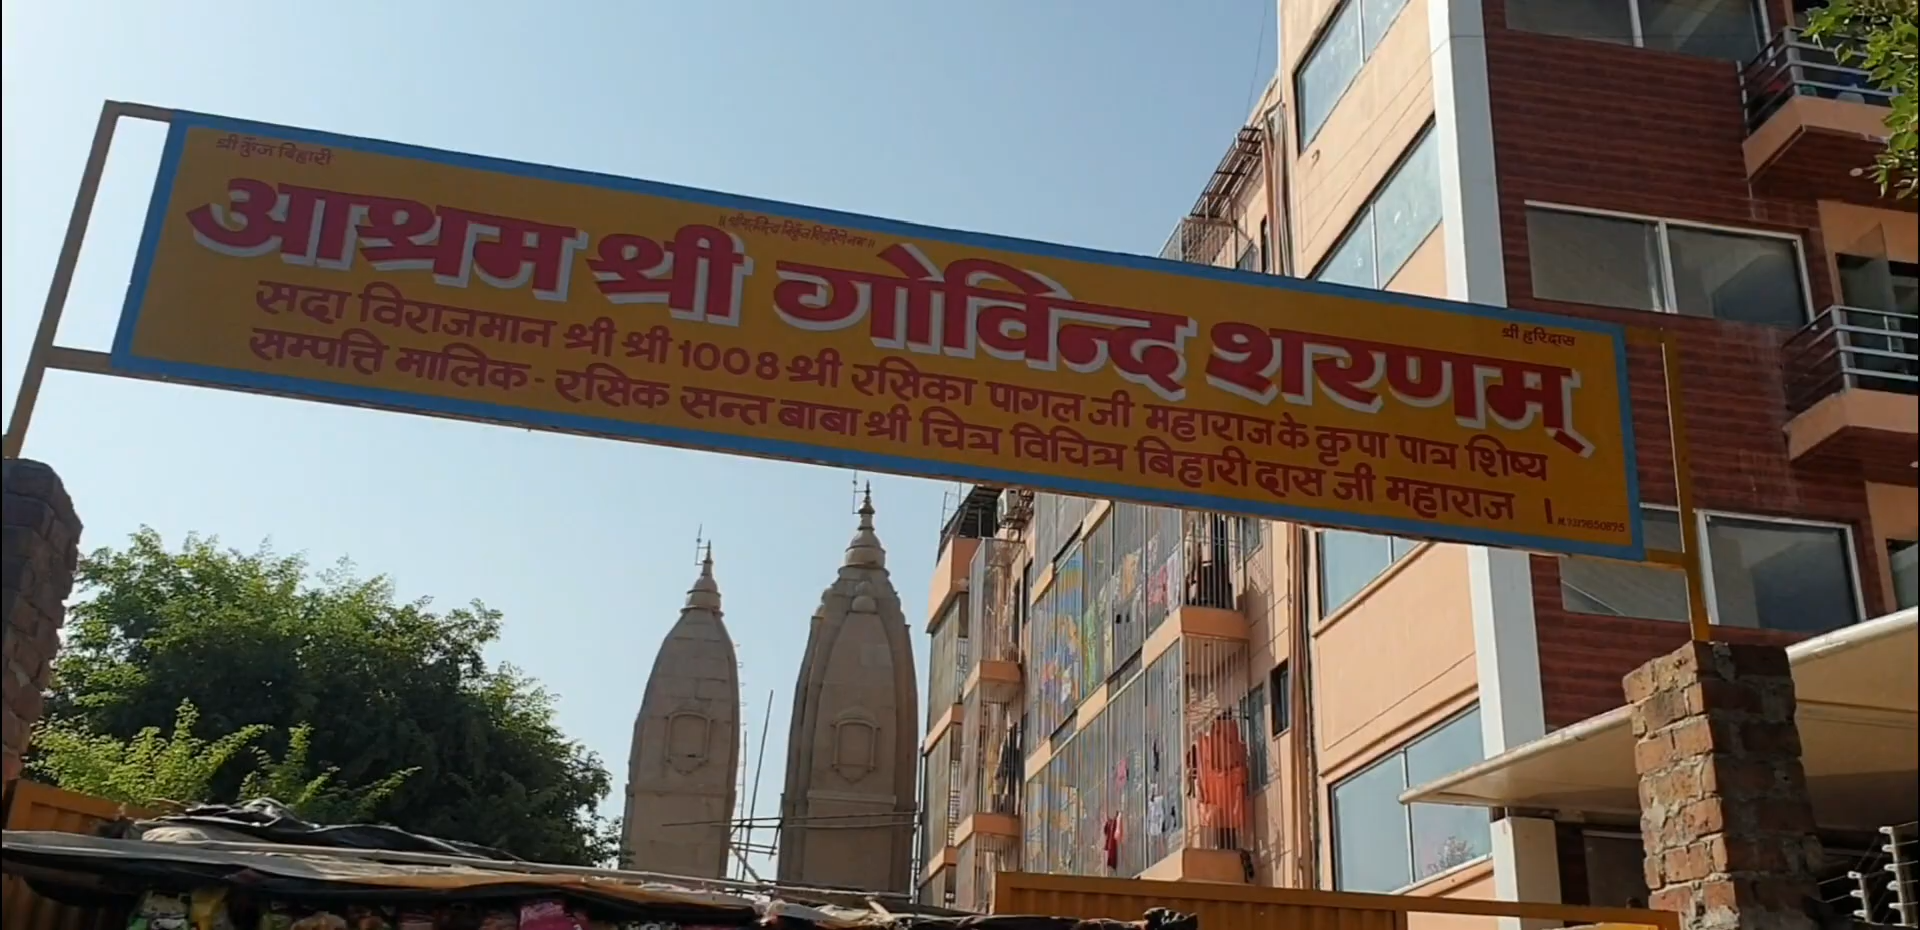 श्री कुँज बिहारी
आश्रम श्री गोविन्द शरणम्
श्री हरिदास
सदा विराजमान श्री श्री 1008 श्री रसिका पागल जी महाराज के कृपा पात्र शिष्य
सम्पत्ति मालिक - रसिक सन्त बाबा श्री चित्र विचित्र बिहारी दास जी महाराज ।